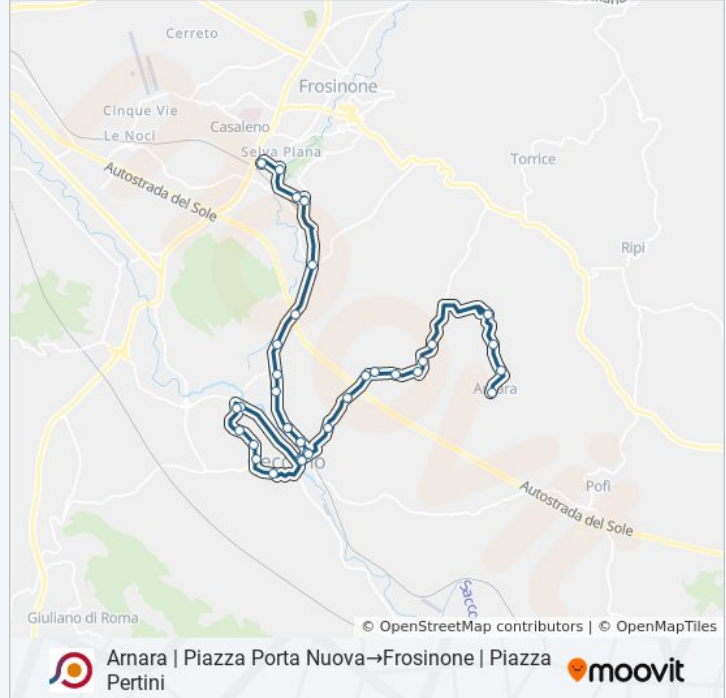 Cerreto
Frosinone
Cinque Vie
Casaleno
Le Noci
Selva Piana
Torrice
Autostrada del Sole
Ripi
Arnara
Pofi
Autostrada del Sole
Giuliano di Roma
© OpenStreetMap contributors | © OpenMapTiles
Arnara | Piazza Porta Nuova→Frosinone | Piazza
Pertini
moovit